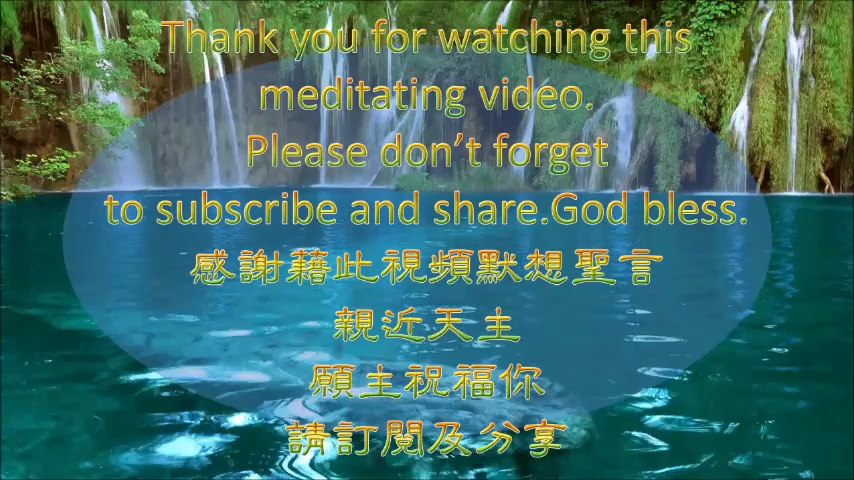 Thank you for watching this
meditating video.
Please don't forget
to subscribe and share.God bless.
感謝藉此視頻默想聖言
親近天主
願主祝福你
請訂閱及分享